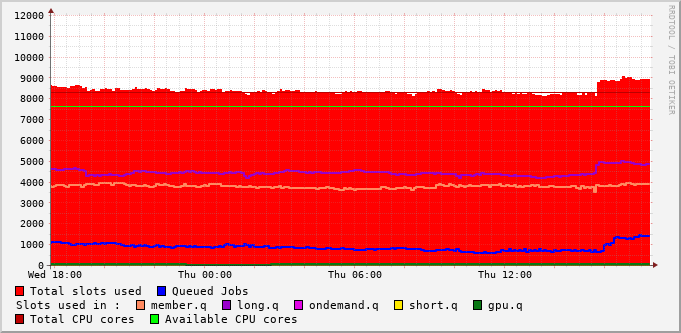 12000
11000
10000
9000
8000
7000
6000
5000
4000
3000
2000
1000
0
Wed 18:00 Thu 00:00 Thu 06:00 Thu 12:00
Total slots used Queued Jobs
Slots used in : member.q long.q ondemand.q short.q gpu.q
Total CPU cores Available CPU cores
RRDTOOL / TOBI OETIKER